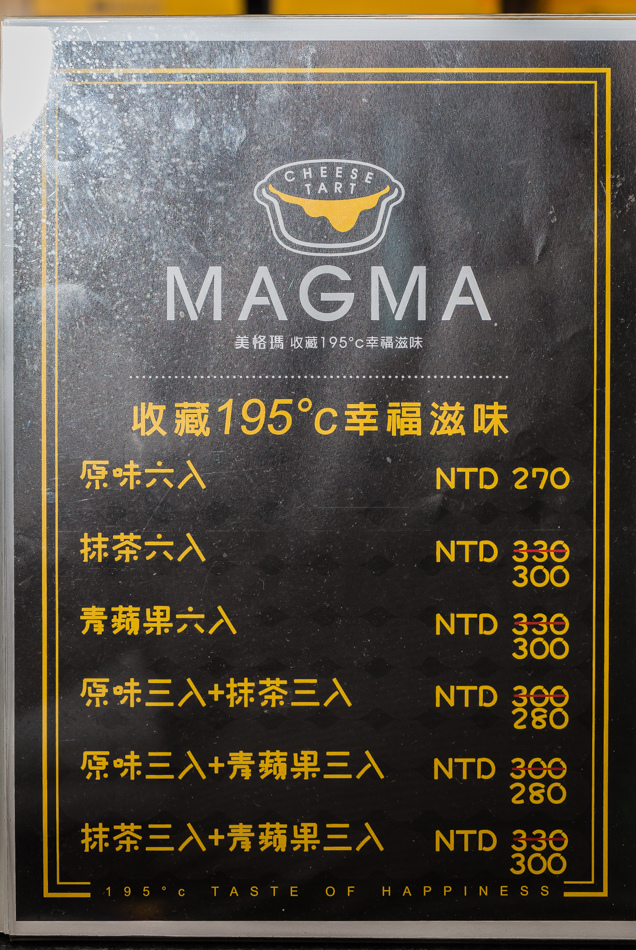 CHEESE
TART
MAGMA
美恪瑪 收藏195°c幸福滋味
收藏195°c幸福滋味
原味六入 NTD 270
抹茶六入 NTD 330
300
青蘋果六入 NTD 330
300
原味三入+抹茶三入 NTD 300
280
原味三入+青蘋果三入 NTD 300
280
抹茶三入+青蘋果三入 NTD 330
300
195°c TASTE OF HAPPINESS